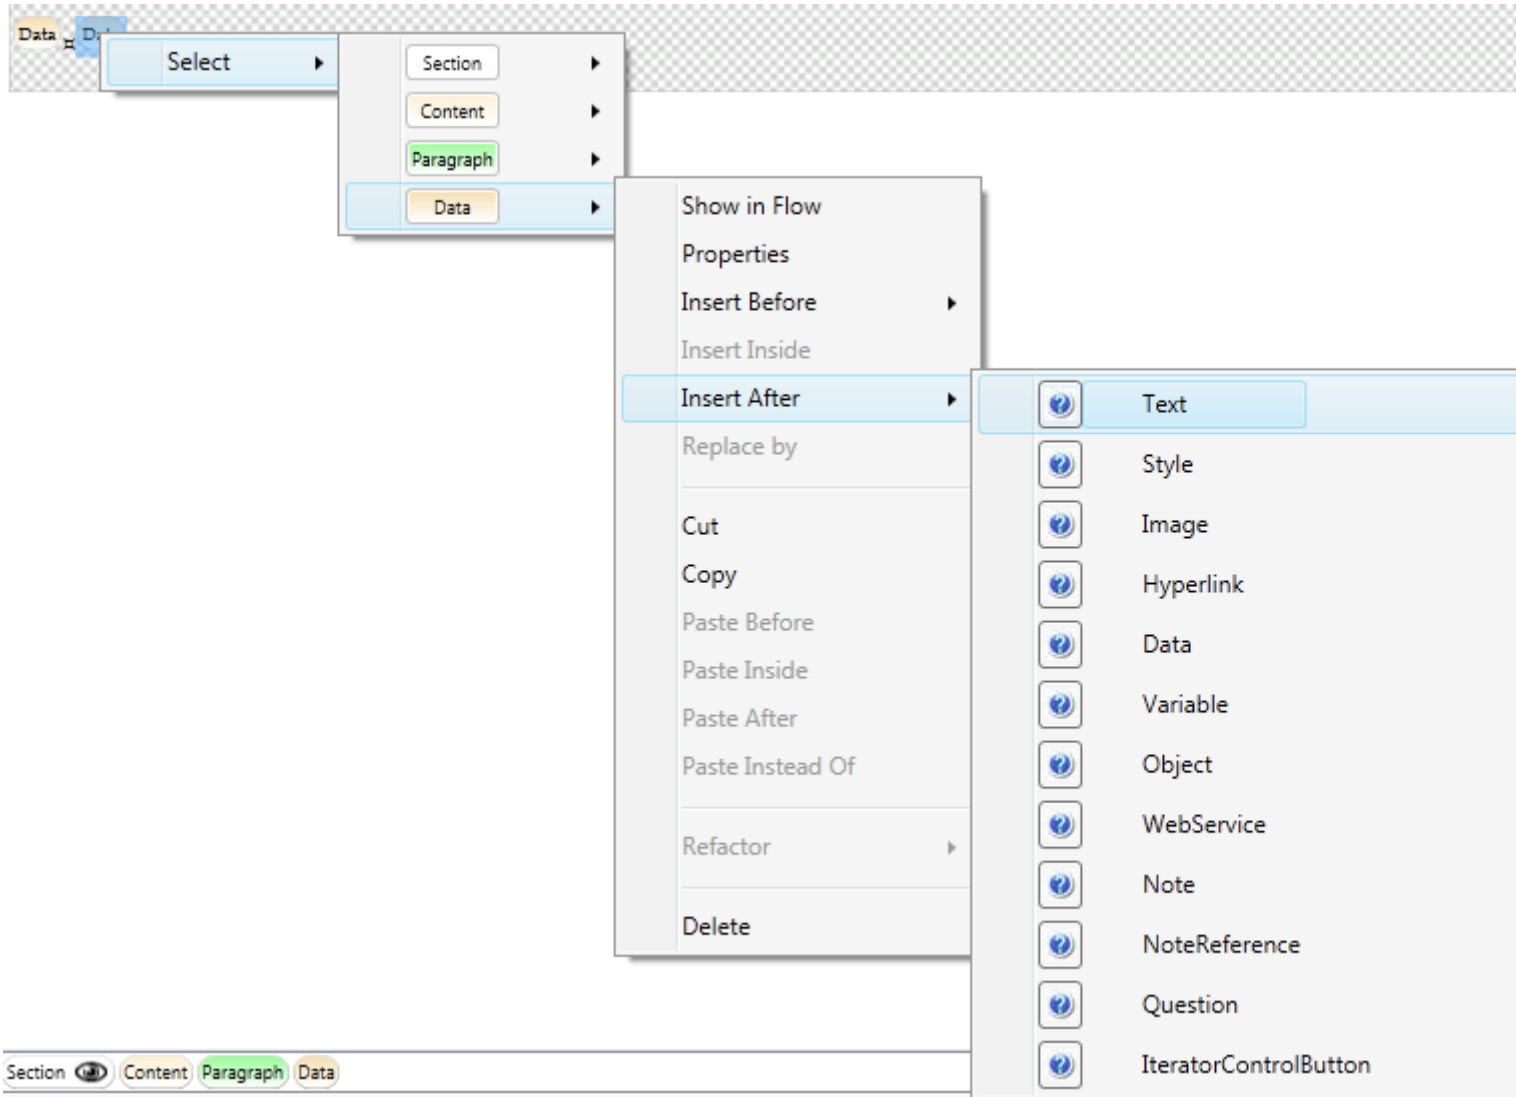 Data
¤
Select
Section
Content
Paragraph
Data
Show in Flow
Properties
Insert Before
Insert Inside
Insert After
Replace by
Cut
Copy
Paste Before
Paste Inside
Paste After
Paste Instead Of
Refactor
Delete
Text
Style
Image
Hyperlink
Data
Variable
Object
WebService
Note
NoteReference
Question
IteratorControlButton
Section Content Paragraph Data